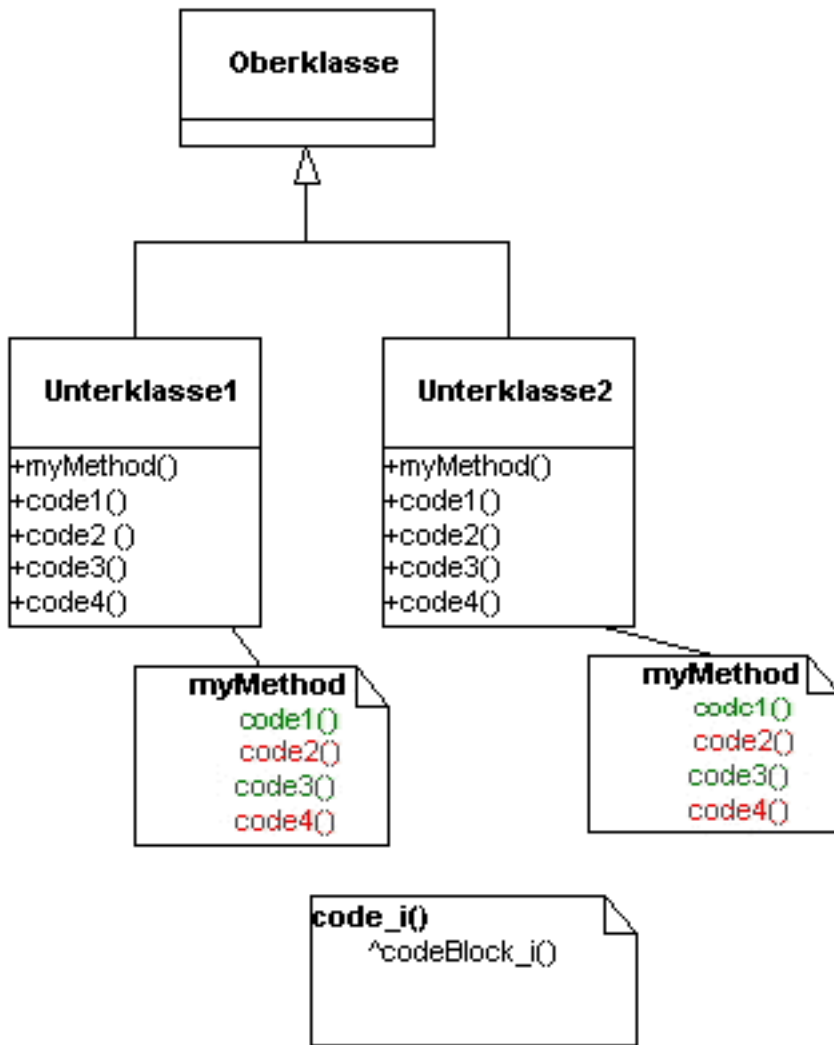 Oberklasse
Unterklasse1
+myMethod()
+code1()
+code2 ()
+code3()
+code4()
Unterklasse2
+myMethod()
+code1()
+code2()
+code3()
+code4()
myMethod
code1()
code2()
code3()
code4()
myMethod
code1()
code2()
code3()
code4()
code_i()
^codeBlock_i()